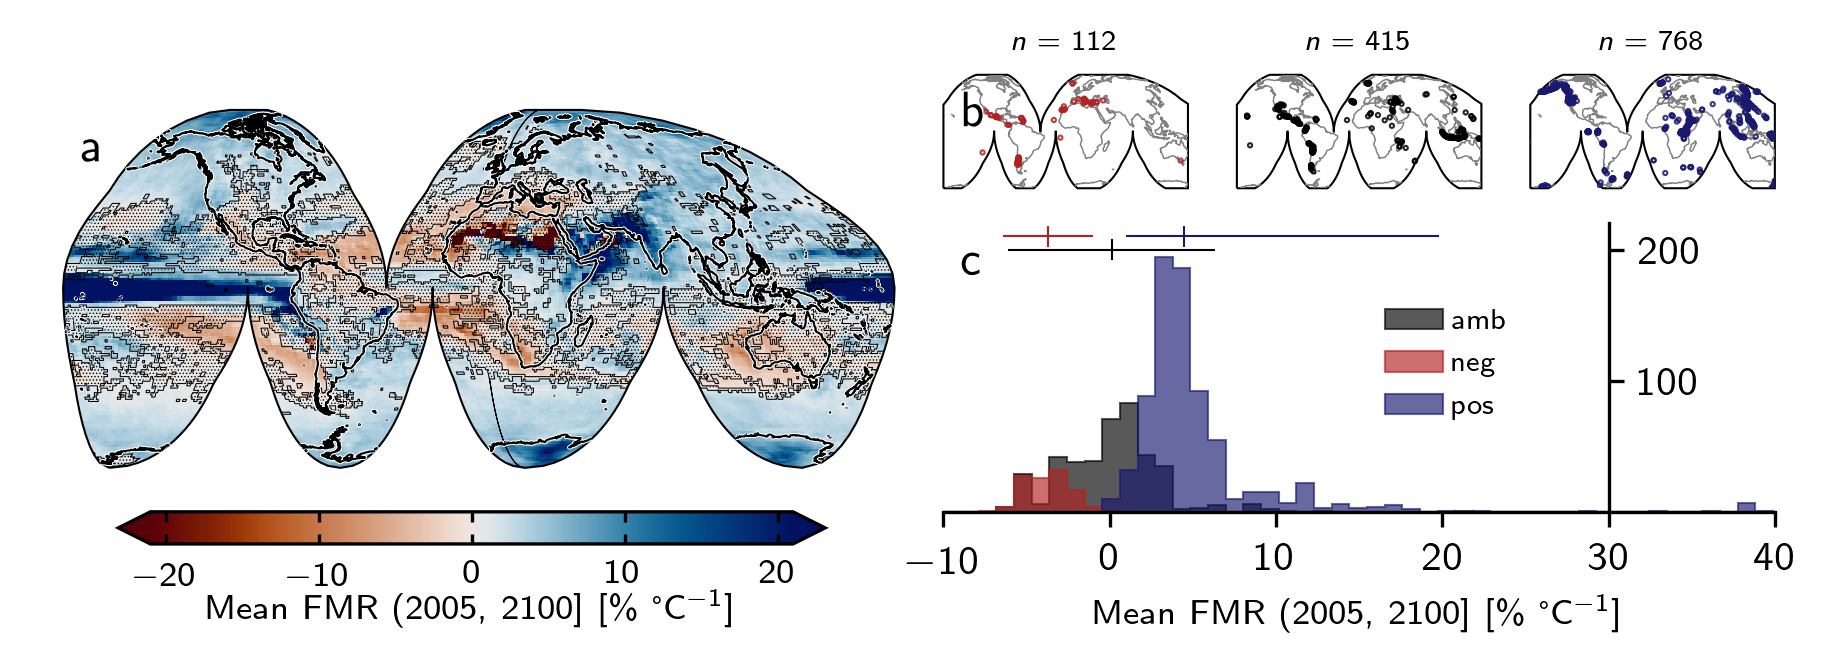 a
−20 −10 0 10 20
Mean FMR (2005, 2100] [% °C−1]
n = 112 n = 415 n = 768
b
c
200
100
amb
neg
pos
−10 0 10 20 30 40
Mean FMR (2005, 2100] [% °C−1]